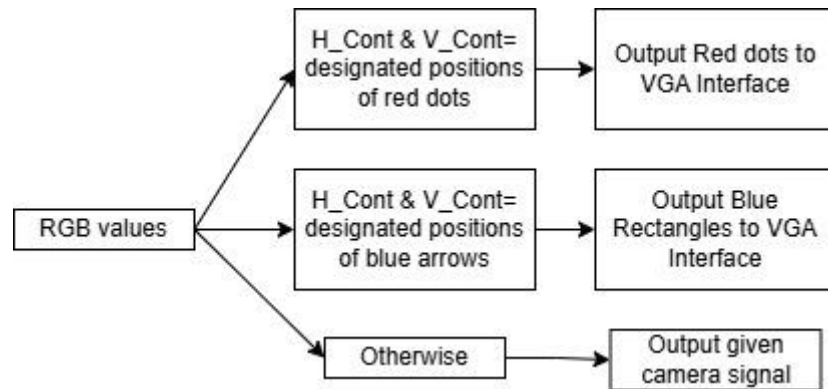 H_Cont & V_Cont=
designated positions
of red dots
Output Red dots to
VGA Interface
RGB values
H_Cont & V_Cont=
designated positions
of blue arrows
Output Blue
Rectangles to VGA
Interface
Otherwise
Output given
camera signal